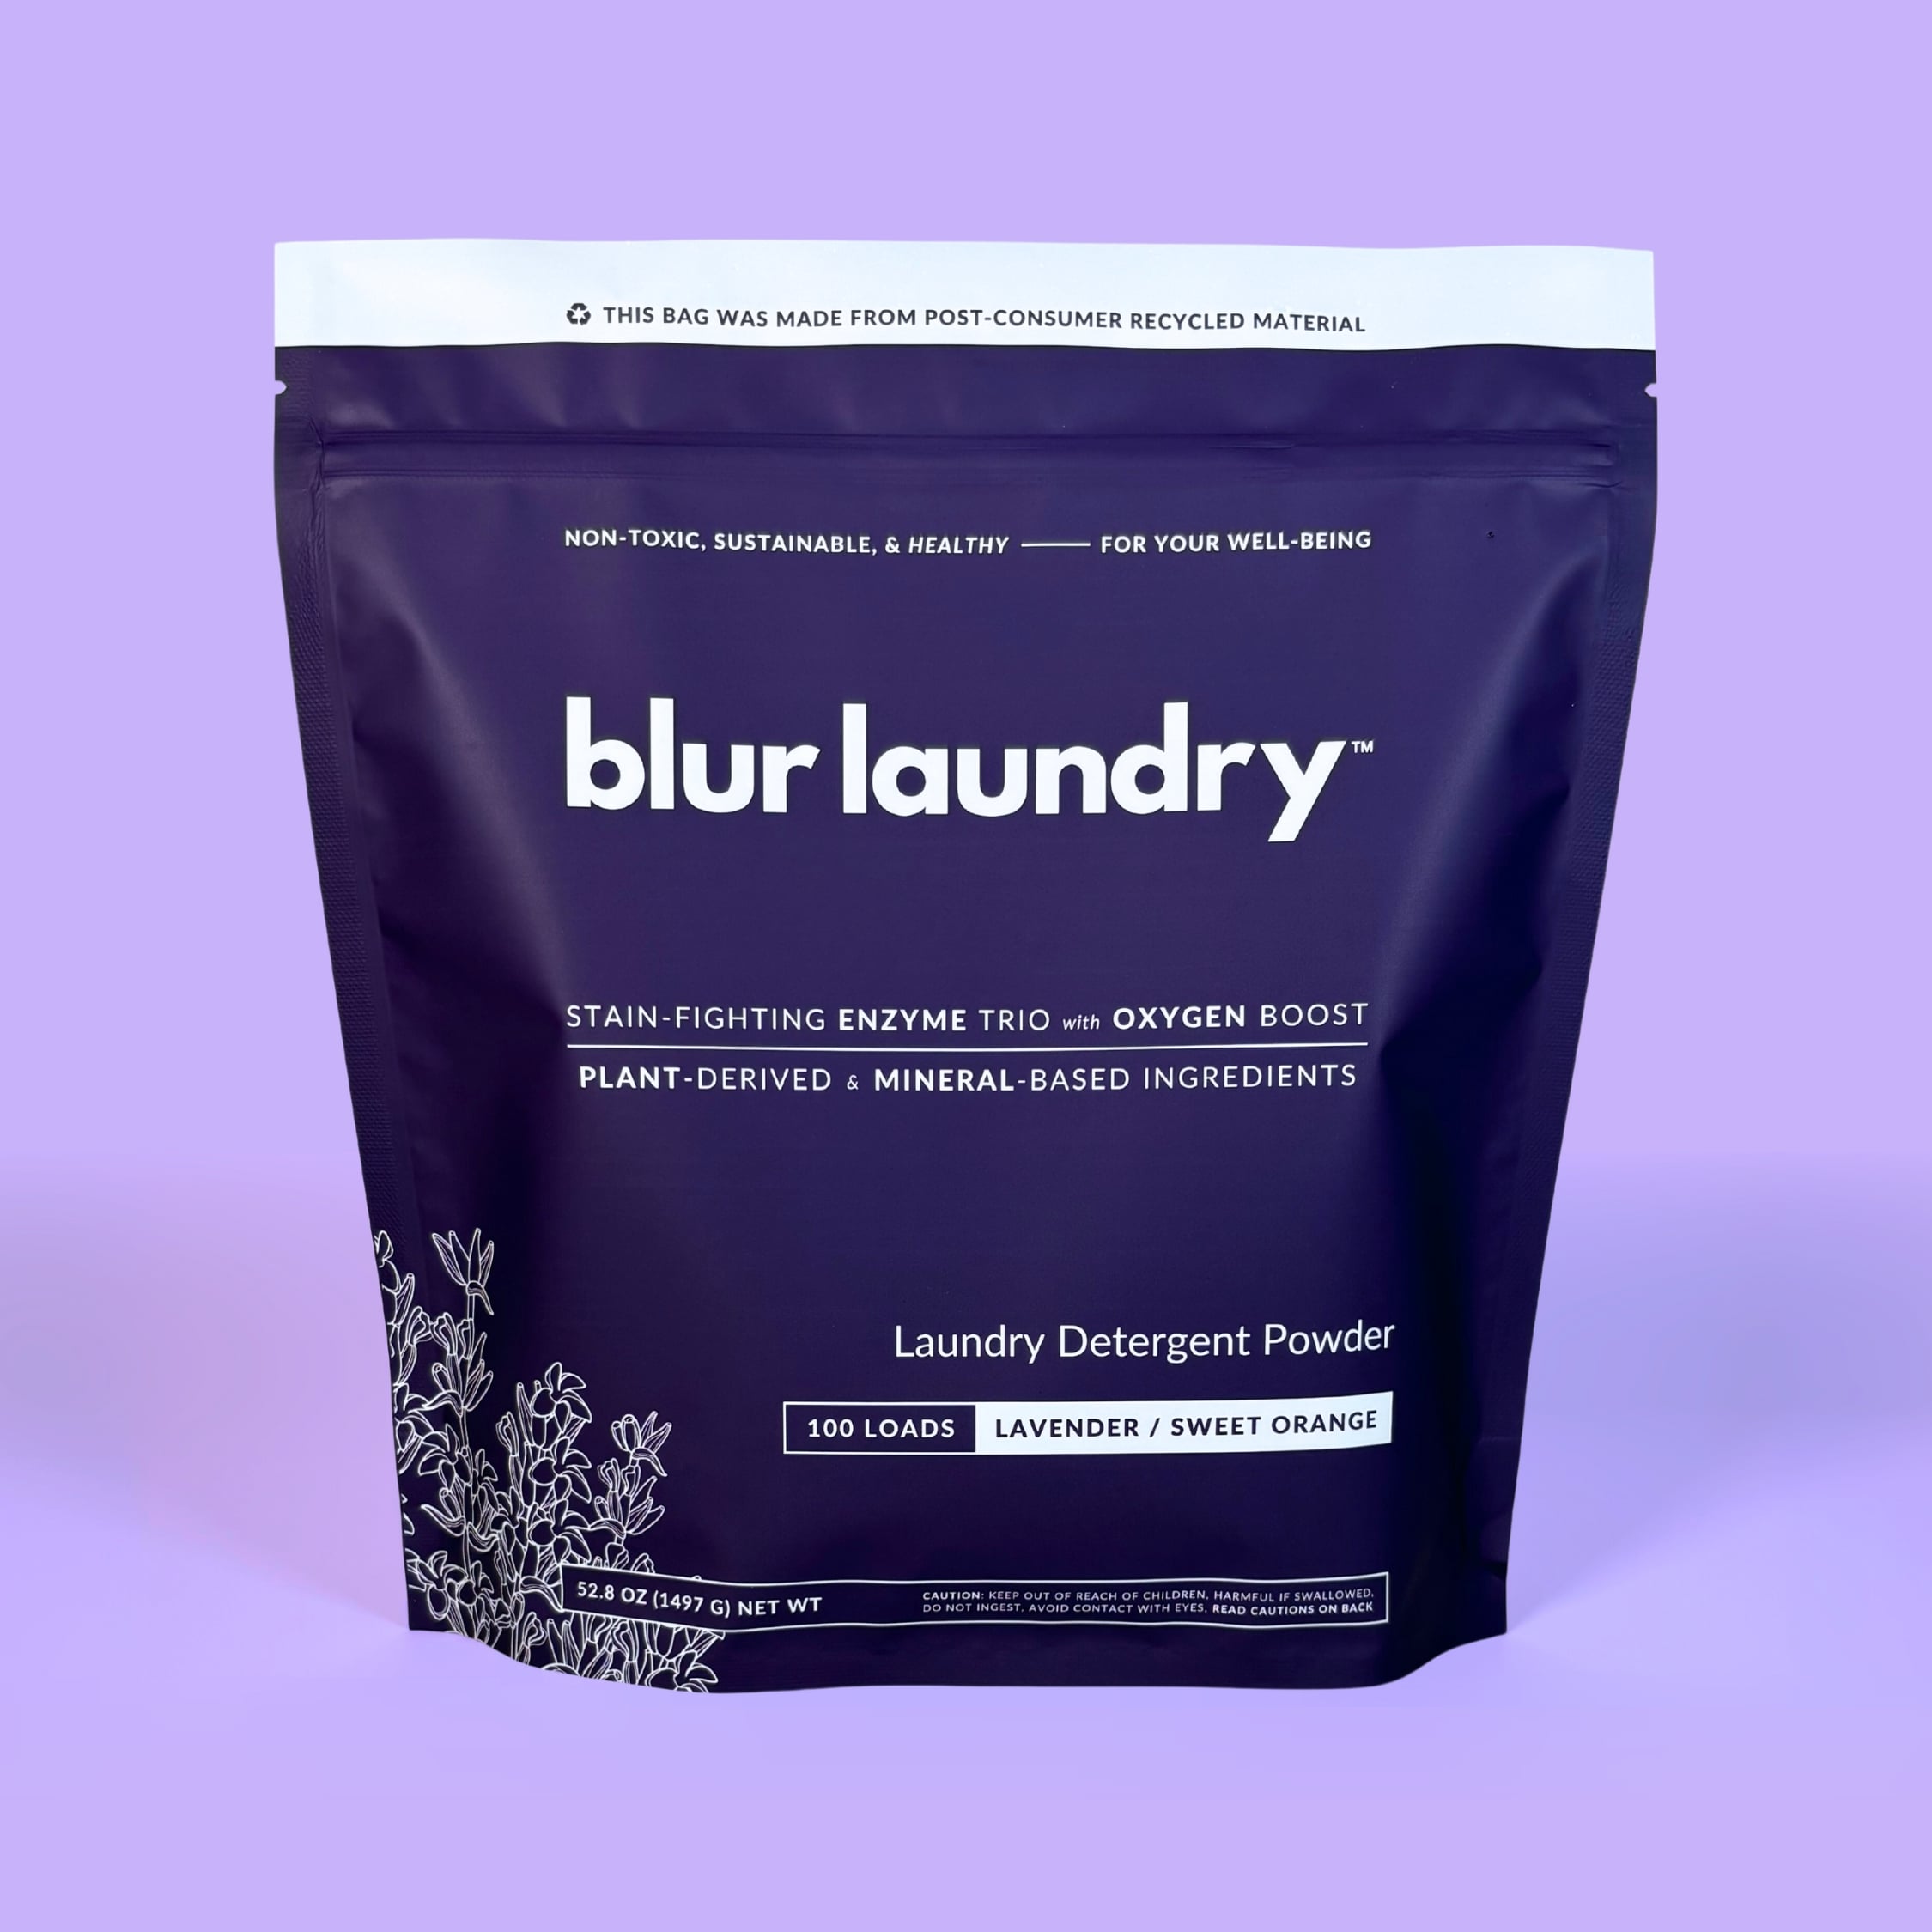 ♻ THIS BAG WAS MADE FROM POST-CONSUMER RECYCLED MATERIAL
NON-TOXIC, SUSTAINABLE, & HEALTHY —— FOR YOUR WELL-BEING
blur laundry™
STAIN-FIGHTING ENZYME TRIO with OXYGEN BOOST
PLANT-DERIVED & MINERAL-BASED INGREDIENTS
Laundry Detergent Powder
100 LOADS LAVENDER / SWEET ORANGE
52.8 OZ (1497 G) NET WT
CAUTION: KEEP OUT OF REACH OF CHILDREN, HARMFUL IF SWALLOWED,
DO NOT INGEST, AVOID CONTACT WITH EYES. READ CAUTIONS ON BACK